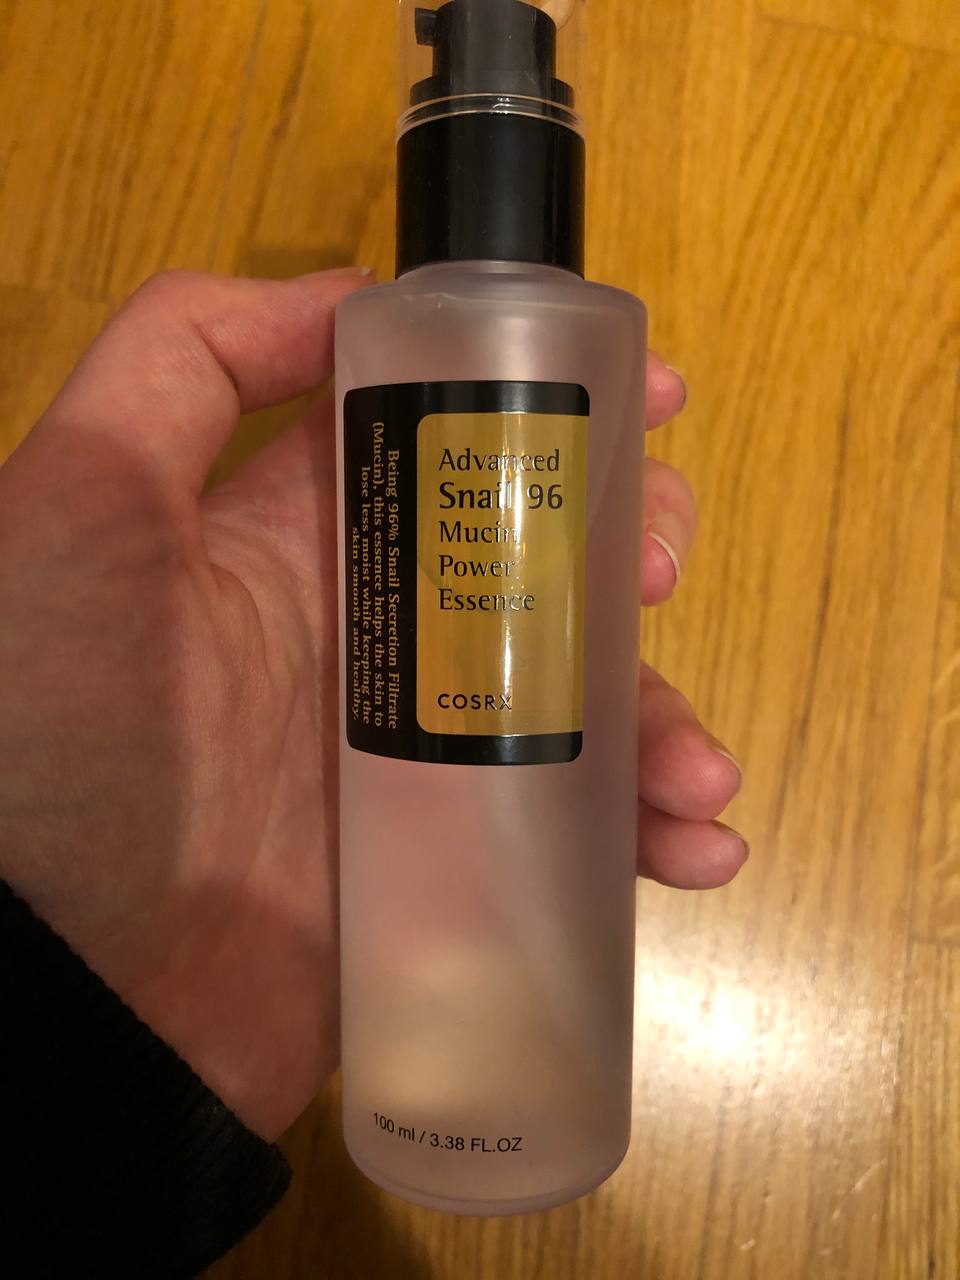 Advanced
Snail 96
Mucin
Power
Essence
COSRX
Being 96% Snail Secretion Filtrate
(Mucin), this essence helps the skin to
lose less moist while keeping the
skin smooth and healthy.
100 ml / 3.38 FL.OZ